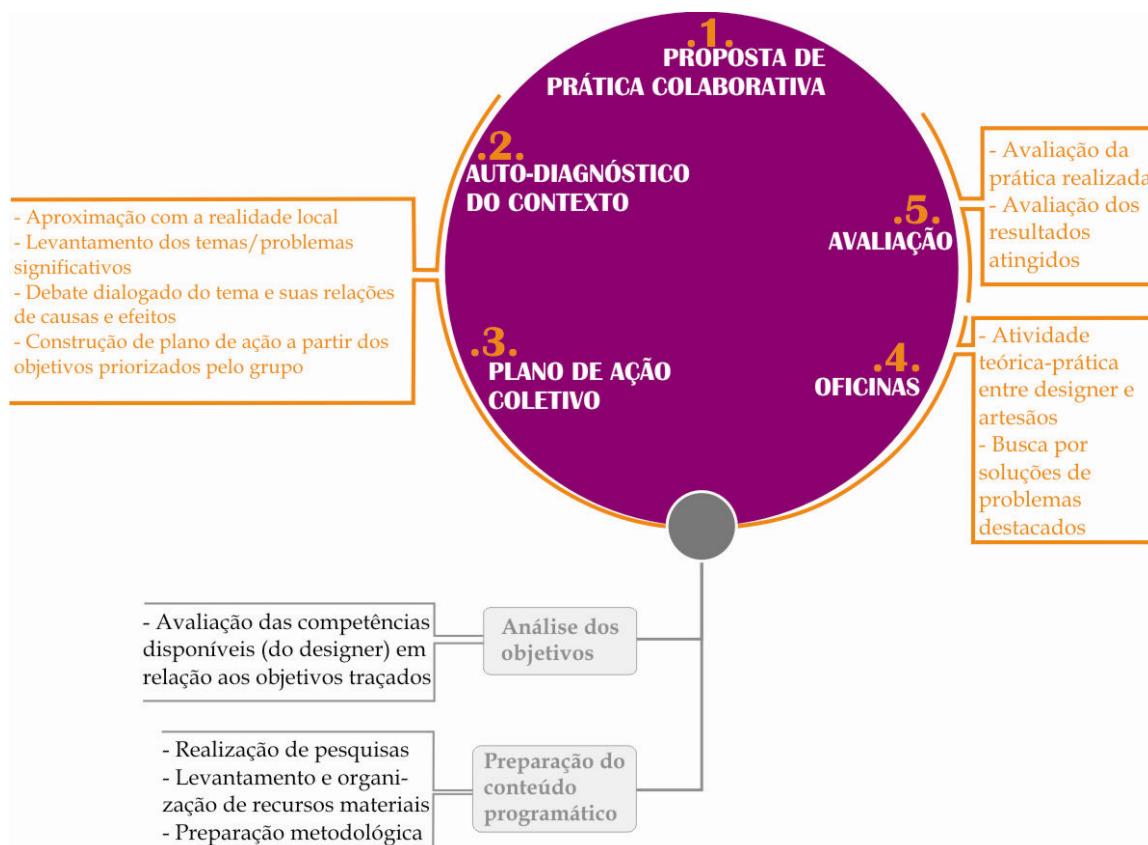 .1.
PROPOSTA DE
PRÁTICA COLABORATIVA
.2.
AUTO-DIAGNÓSTICO
DO CONTEXTO
- Aproximação com a realidade local
- Levantamento dos temas/problemas
significativos
- Debate dialogado do tema e suas relações
de causas e efeitos
- Construção de plano de ação a partir dos
objetivos priorizados pelo grupo
.3.
PLANO DE AÇÃO
COLETIVO
.4.
OFICINAS
- Atividade
teórica-prática
entre designer e
artesãos
- Busca por
soluções de
problemas
destacados
.5.
AVALIAÇÃO
- Avaliação da
prática realizada
- Avaliação dos
resultados
atingidos
Análise dos
objetivos
- Avaliação das competências
disponíveis (do designer) em
relação aos objetivos traçados
Preparação do
conteúdo
programático
- Realização de pesquisas
- Levantamento e organi-
zação de recursos materiais
- Preparação metodológica